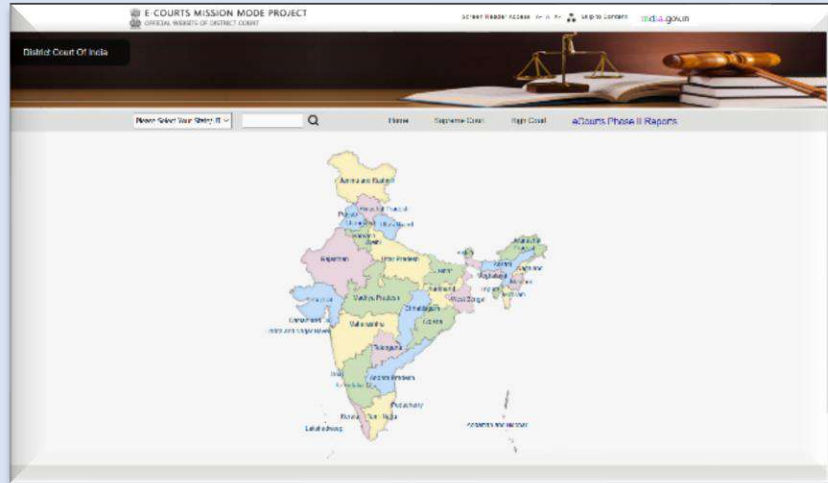 E-COURTS MISSION MODE PROJECT
OFFICIAL WEBSITE OF DISTRICT COURT
Screen Reader Access A- A A+ Skip to Content india.gov.in
District Court Of India
Please Select Your State/
Home Supreme Court High Court eCourts Phase II Reports
Jammu and Kashmir
Himachal Pradesh
Punjab
Haryana
Delhi
Rajasthan
Uttar Pradesh
Bihar
Sikkim
Arunachal Pradesh
Assam
Nagaland
Meghalaya
Manipur
Tripura
Mizoram
Gujarat
Madhya Pradesh
Jharkhand
West Bengal
Chhattisgarh
Maharashtra
Odisha
Telangana
Andhra Pradesh
Puducherry
Kerala
Tamil Nadu
Lakshadweep
Andaman and Nicobar